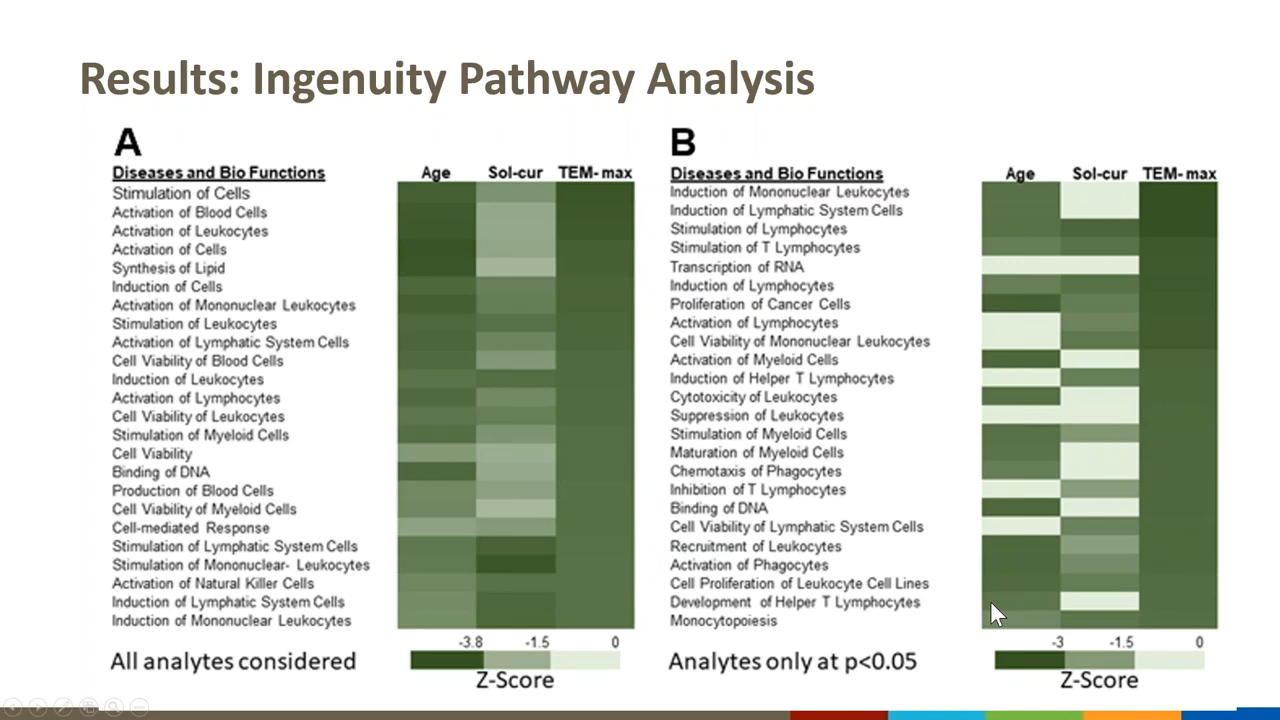 Results: Ingenuity Pathway Analysis
A
Diseases and Bio Functions Age Sol-cur TEM- max
Stimulation of Cells
Activation of Blood Cells
Activation of Leukocytes
Activation of Cells
Synthesis of Lipid
Induction of Cells
Activation of Mononuclear Leukocytes
Stimulation of Leukocytes
Activation of Lymphatic System Cells
Cell Viability of Blood Cells
Induction of Leukocytes
Activation of Lymphocytes
Cell Viability of Leukocytes
Stimulation of Myeloid Cells
Cell Viability
Binding of DNA
Production of Blood Cells
Cell Viability of Myeloid Cells
Cell-mediated Response
Stimulation of Lymphatic System Cells
Stimulation of Mononuclear- Leukocytes
Activation of Natural Killer Cells
Induction of Lymphatic System Cells
Induction of Mononuclear Leukocytes
-3.8 -1.5 0
All analytes considered
Z-Score
B
Diseases and Bio Functions Age Sol-cur TEM- max
Induction of Mononuclear Leukocytes
Induction of Lymphatic System Cells
Stimulation of Lymphocytes
Stimulation of T Lymphocytes
Transcription of RNA
Induction of Lymphocytes
Proliferation of Cancer Cells
Activation of Lymphocytes
Cell Viability of Mononuclear Leukocytes
Activation of Myeloid Cells
Induction of Helper T Lymphocytes
Cytotoxicity of Leukocytes
Suppression of Leukocytes
Stimulation of Myeloid Cells
Maturation of Myeloid Cells
Chemotaxis of Phagocytes
Inhibition of T Lymphocytes
Binding of DNA
Cell Viability of Lymphatic System Cells
Recruitment of Leukocytes
Activation of Phagocytes
Cell Proliferation of Leukocyte Cell Lines
Development of Helper T Lymphocytes
Monocytopoiesis
-3 -1.5 0
Analytes only at p<0.05
Z-Score